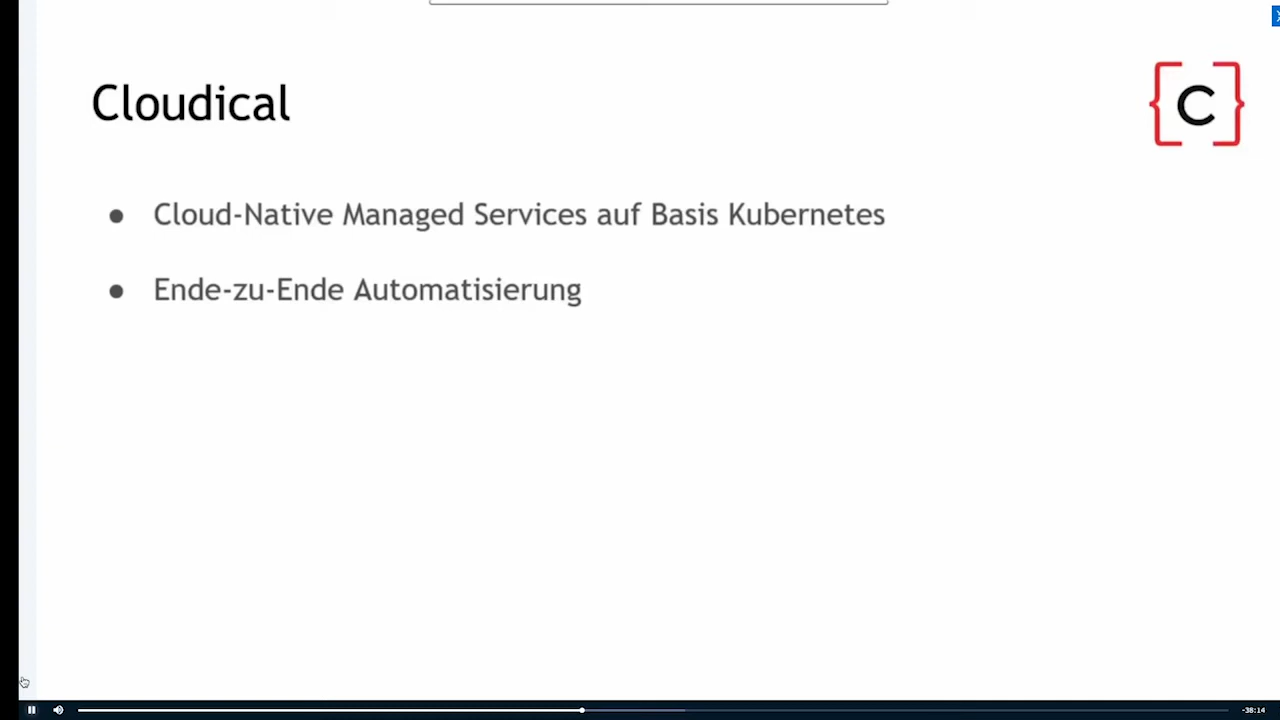 Cloudical
{C}
● Cloud-Native Managed Services auf Basis Kubernetes
● Ende-zu-Ende Automatisierung
-38:14